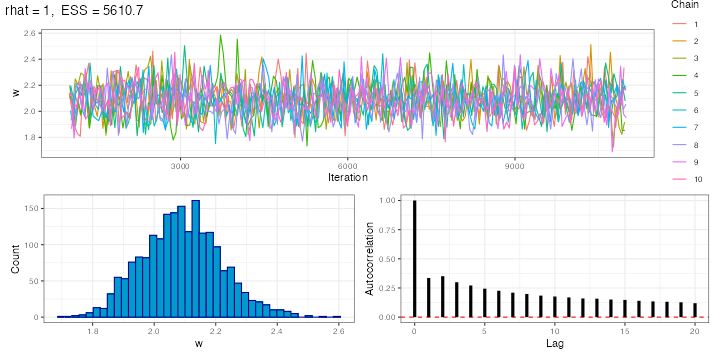 rhat = 1, ESS = 5610.7
Chain
1
2
3
4
5
6
7
8
9
10
w
2.6
2.4
2.2
2.0
1.8
3000 6000 9000
Iteration
Count
150
100
50
0
1.8 2.0 2.2 2.4 2.6
w
Autocorrelation
1.00
0.75
0.50
0.25
0.00
0 5 10 15 20
Lag